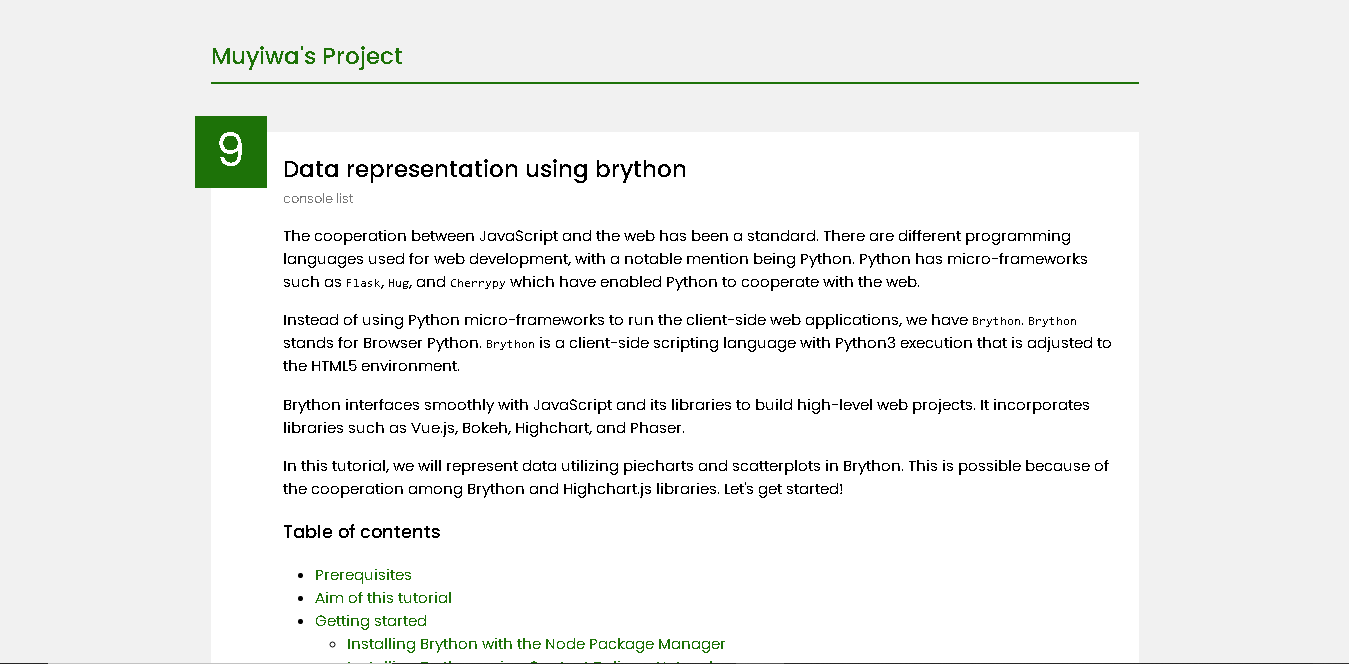 Muyiwa's Project
9
Data representation using brython
console list
The cooperation between JavaScript and the web has been a standard. There are different programming
languages used for web development, with a notable mention being Python. Python has micro-frameworks
such as Flask, Hug, and Cherrypy which have enabled Python to cooperate with the web.
Instead of using Python micro-frameworks to run the client-side web applications, we have Brython. Brython
stands for Browser Python. Brython is a client-side scripting language with Python3 execution that is adjusted to
the HTML5 environment.
Brython interfaces smoothly with JavaScript and its libraries to build high-level web projects. It incorporates
libraries such as Vue.js, Bokeh, Highchart, and Phaser.
In this tutorial, we will represent data utilizing piecharts and scatterplots in Brython. This is possible because of
the cooperation among Brython and Highchart.js libraries. Let's get started!
Table of contents
Prerequisites
Aim of this tutorial
Getting started
Installing Brython with the Node Package Manager